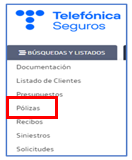 Telefónica
Seguros
BÚSQUEDAS Y LISTADOS
Documentación
Listado de Clientes
Presupuestos
Pólizas
Recibos
Siniestros
Solicitudes